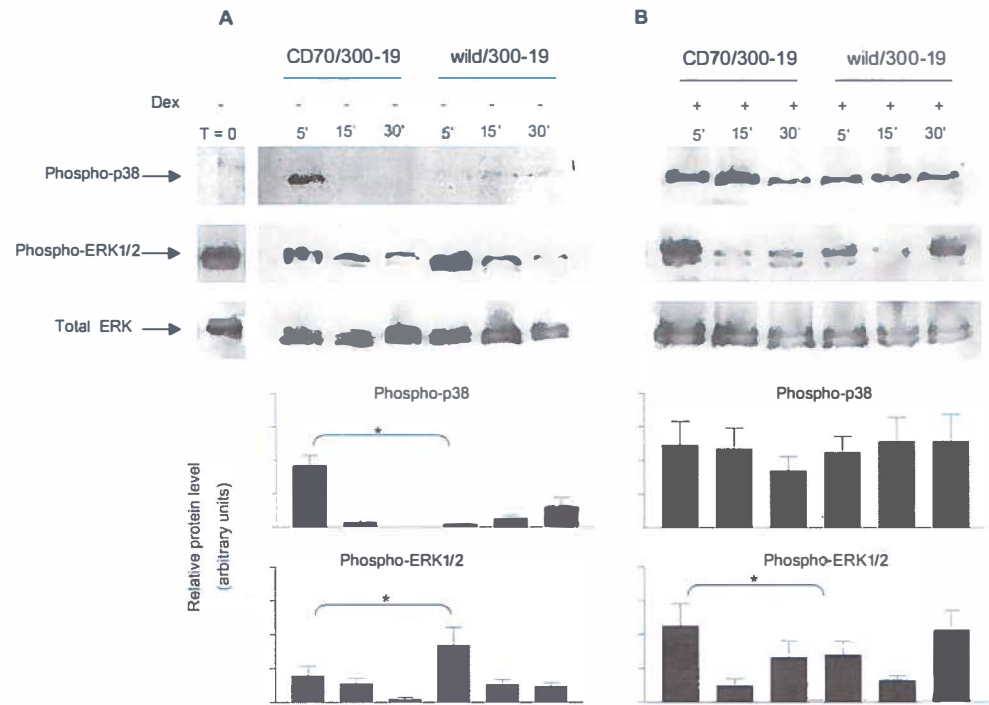 A
B
CD70/300-19 wild/300-19
CD70/300-19 wild/300-19
Dex - - - - - - -
+ + + + + +
T = 0 5' 15' 30' 5' 15' 30'
5' 15' 30' 5' 15' 30'
Phospho-p38
Phospho-ERK1/2
Total ERK
Phospho-p38
Phospho-p38
*
Relative protein level
(arbitrary units)
Phospho-ERK1/2
Phospho-ERK1/2
*
*